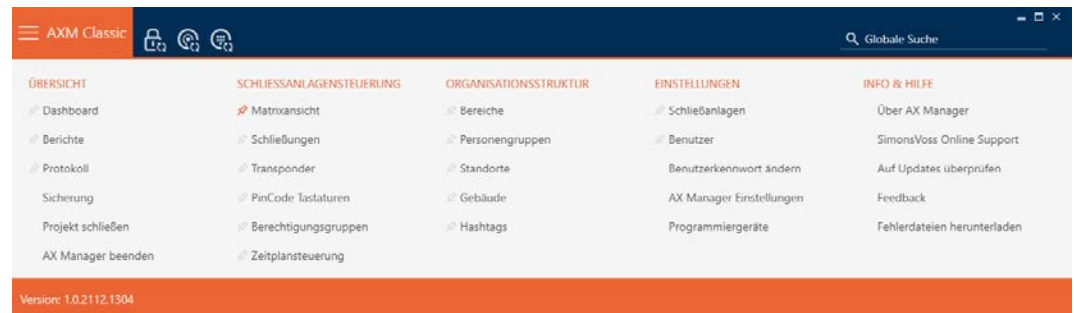 AXM Classic
Globale Suche
ÜBERSICHT
Dashboard
Berichte
Protokoll
Sicherung
Projekt schließen
AX Manager beenden
SCHLIESSANLAGENSTEUERUNG
Matrixansicht
Schließungen
Transponder
PinCode Tastaturen
Berechtigungsgruppen
Zeitplansteuerung
ORGANISATIONSSTRUKTUR
Bereiche
Personengruppen
Standorte
Gebäude
Hashtags
EINSTELLUNGEN
Schließanlagen
Benutzer
Benutzerkennwort ändern
AX Manager Einstellungen
Programmiergeräte
INFO & HILFE
Über AX Manager
SimonsVoss Online Support
Auf Updates überprüfen
Feedback
Fehlerdateien herunterladen
Version: 1.0.2112.1304